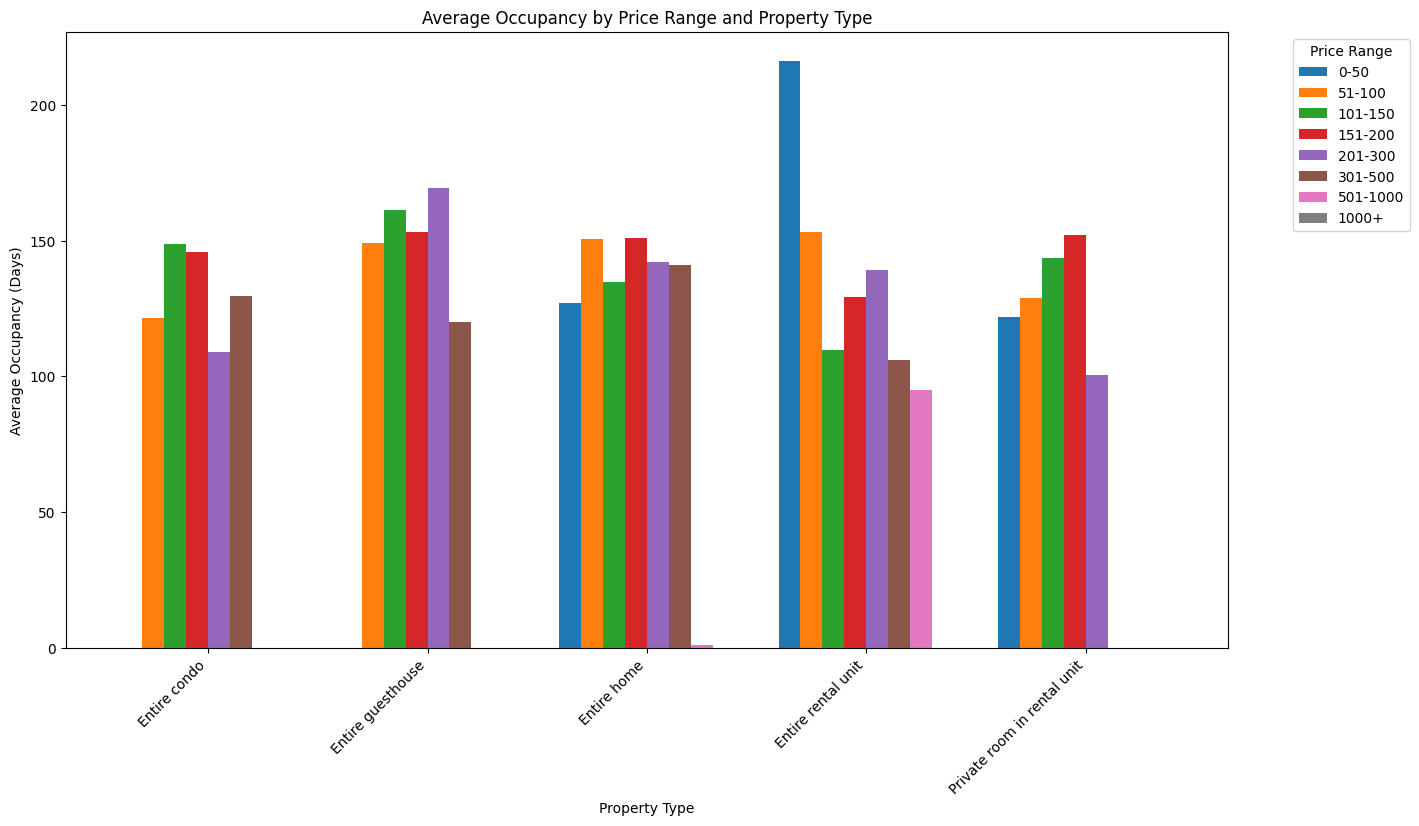 Average Occupancy by Price Range and Property Type
Price Range
0-50
51-100
101-150
151-200
201-300
301-500
501-1000
1000+
Average Occupancy (Days)
200
150
100
50
0
Entire condo
Entire guesthouse
Entire home
Entire rental unit
Private room in rental unit
Property Type